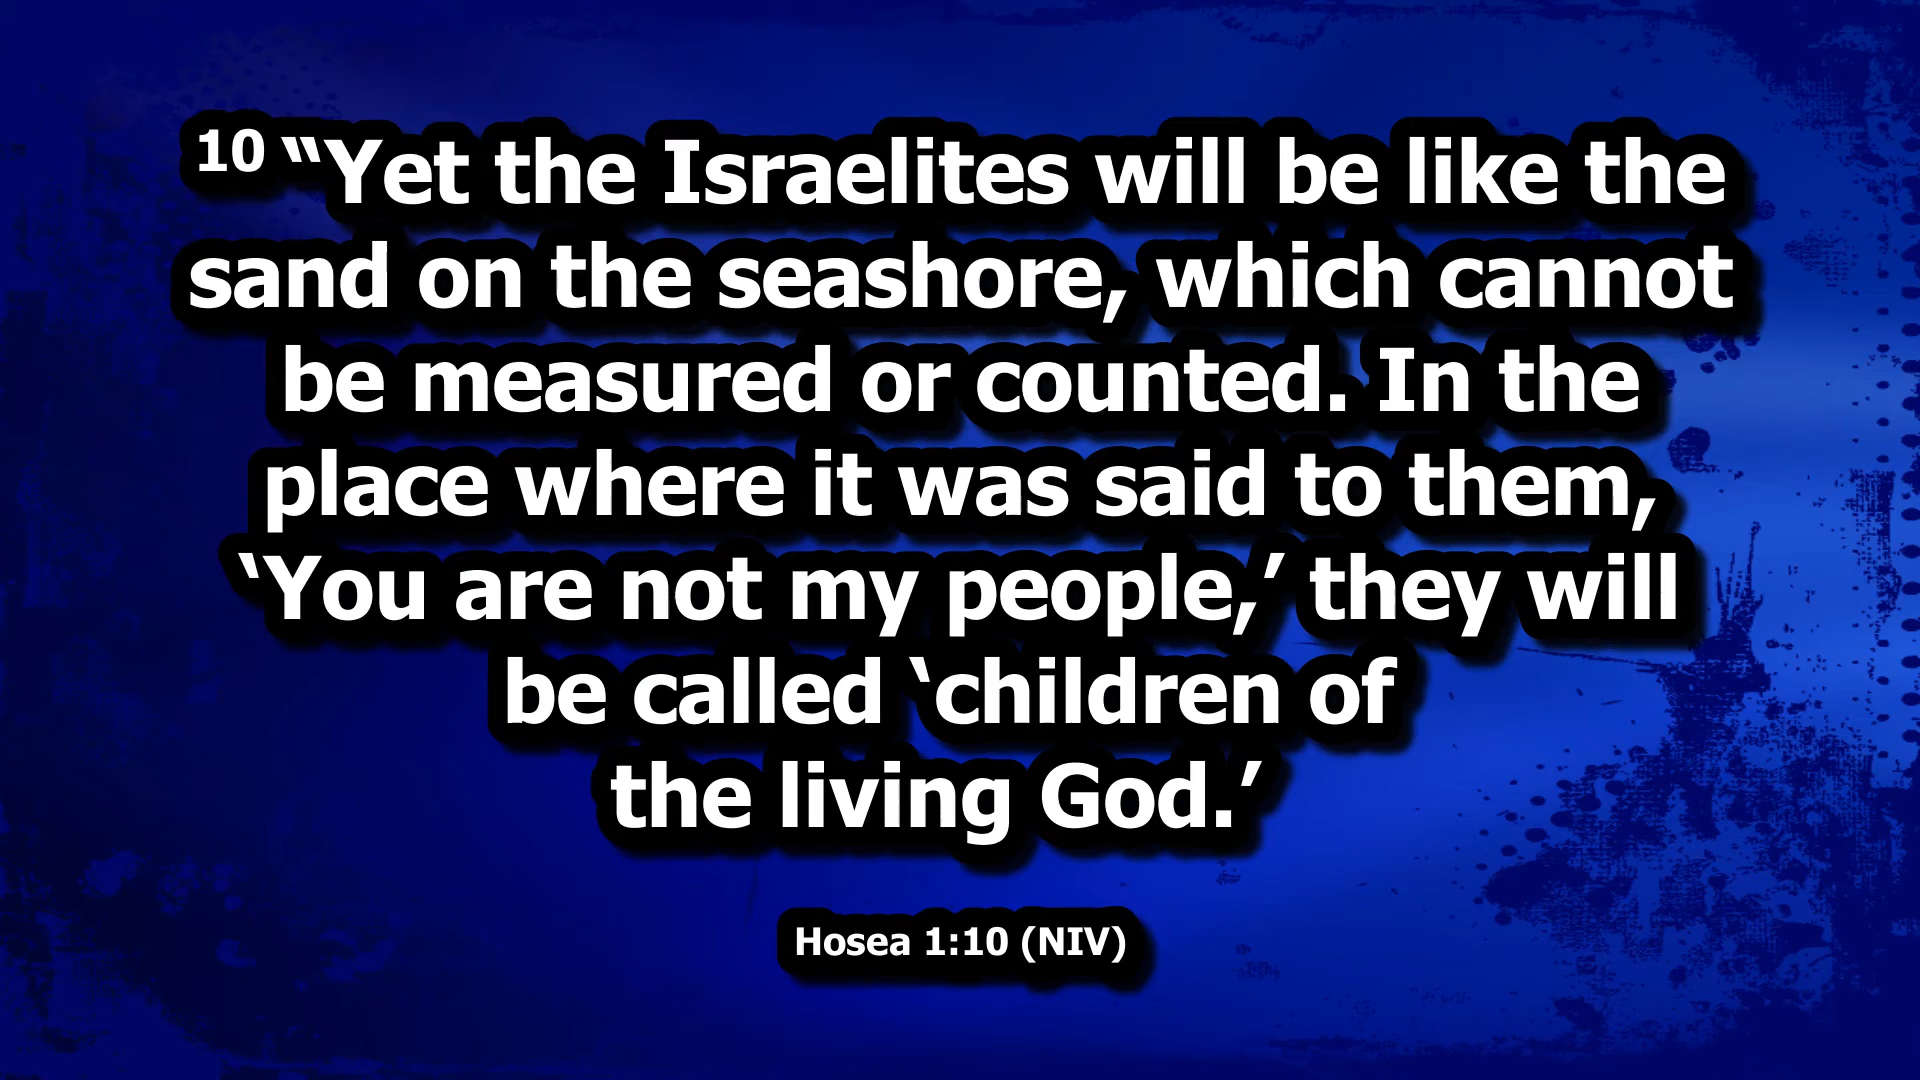 10 “Yet the Israelites will be like the
sand on the seashore, which cannot
be measured or counted. In the
place where it was said to them,
‘You are not my people,’ they will
be called ‘children of
the living God.’
Hosea 1:10 (NIV)